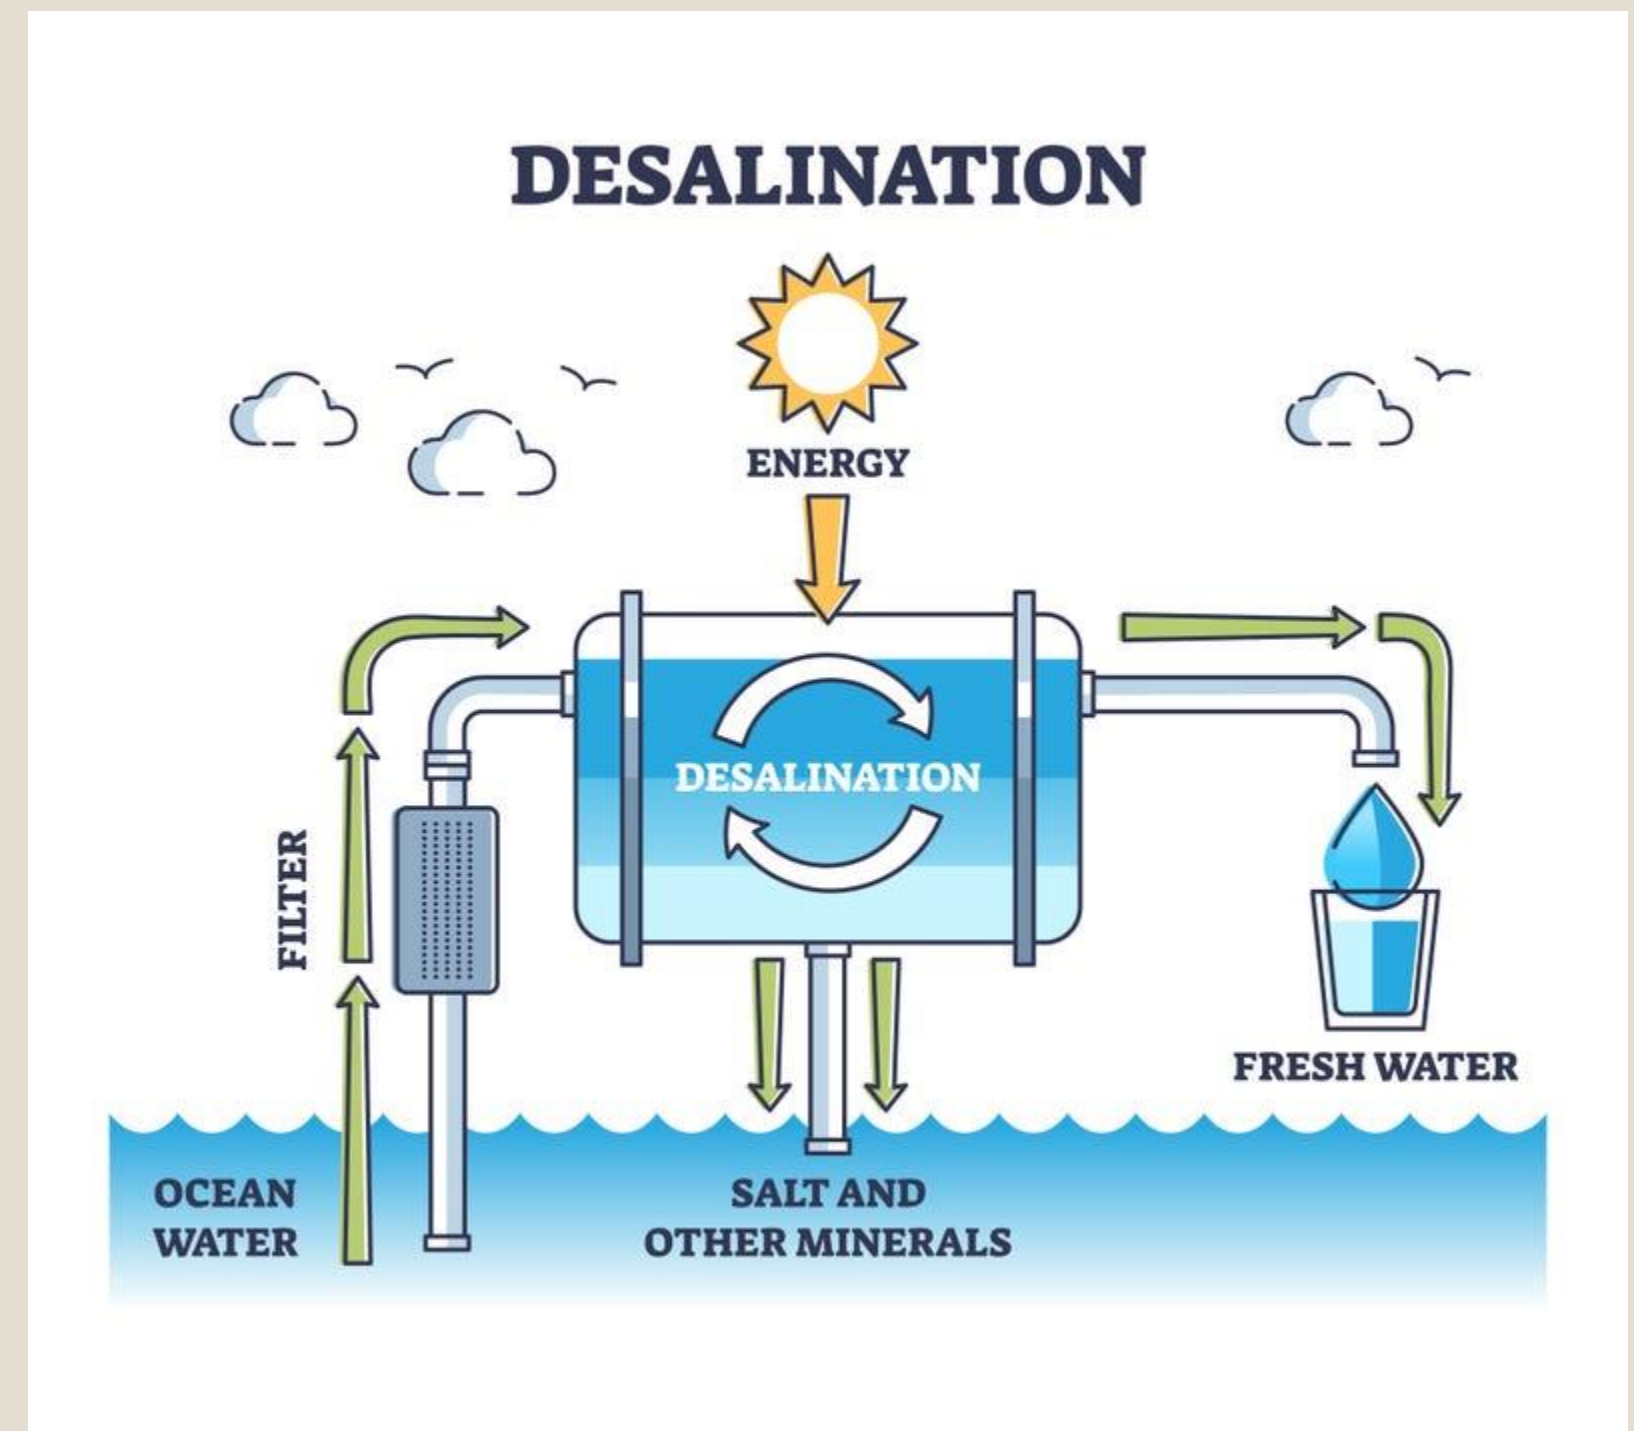 DESALINATION
ENERGY
DESALINATION
FILTER
FRESH WATER
OCEAN
WATER
SALT AND
OTHER MINERALS